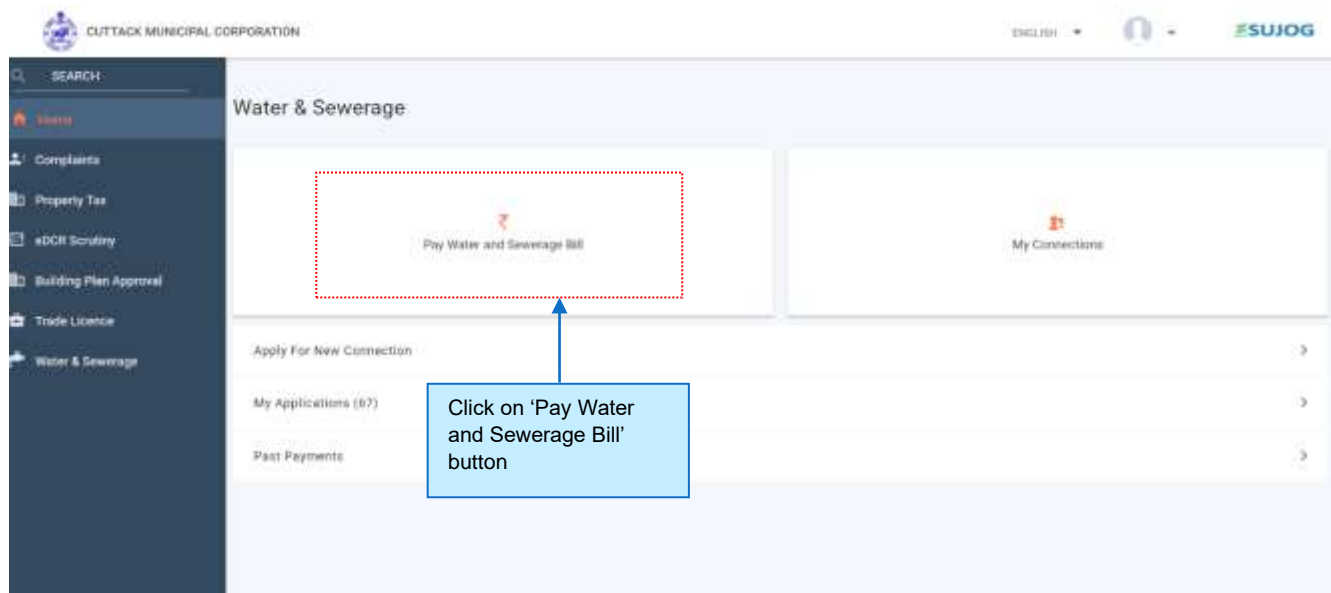 CUTTACK MUNICIPAL CORPORATION
ENGLISH
SUJOG
SEARCH
Home
Water & Sewerage
Complaints
Property Tax
eDCR Scrutiny
Building Plan Approval
Trade Licence
Water & Sewerage
₹
Pay Water and Sewerage Bill
My Connections
Apply For New Connection
My Applications (67)
Past Payments
Click on ‘Pay Water
and Sewerage Bill’
button